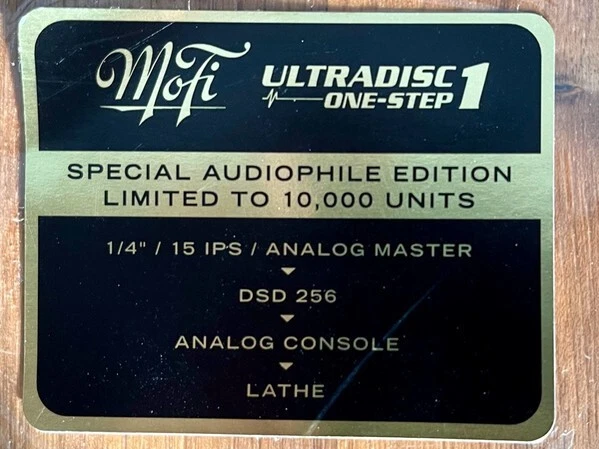 MoFi
ULTRADISC
ONE-STEP 1
SPECIAL AUDIOPHILE EDITION
LIMITED TO 10,000 UNITS
1/4" / 15 IPS / ANALOG MASTER
DSD 256
ANALOG CONSOLE
LATHE